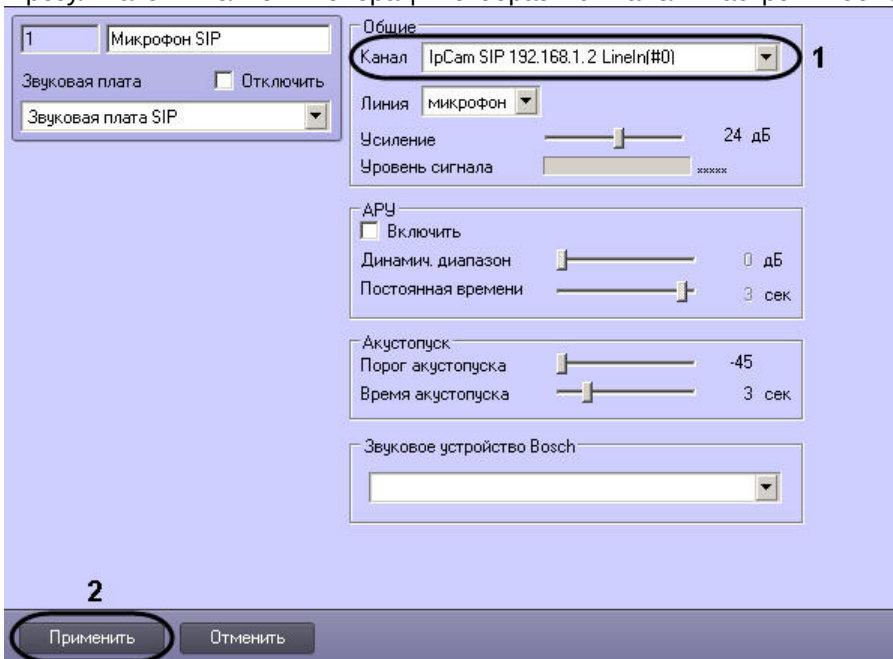 1 Микрофон SIP
Звуковая плата Отключить
Звуковая плата SIP
Общие
Канал IpCam SIP 192.168.1.2 LineIn(#0) 1
Линия микрофон
Усиление 24 дБ
Уровень сигнала xxxxx
АРУ
Включить
Динамич. диапазон 0 дБ
Постоянная времени 3 сек
Акустопуск
Порог акустопуска -45
Время акустопуска 3 сек
Звуковое устройство Bosch
2
Применить Отменить